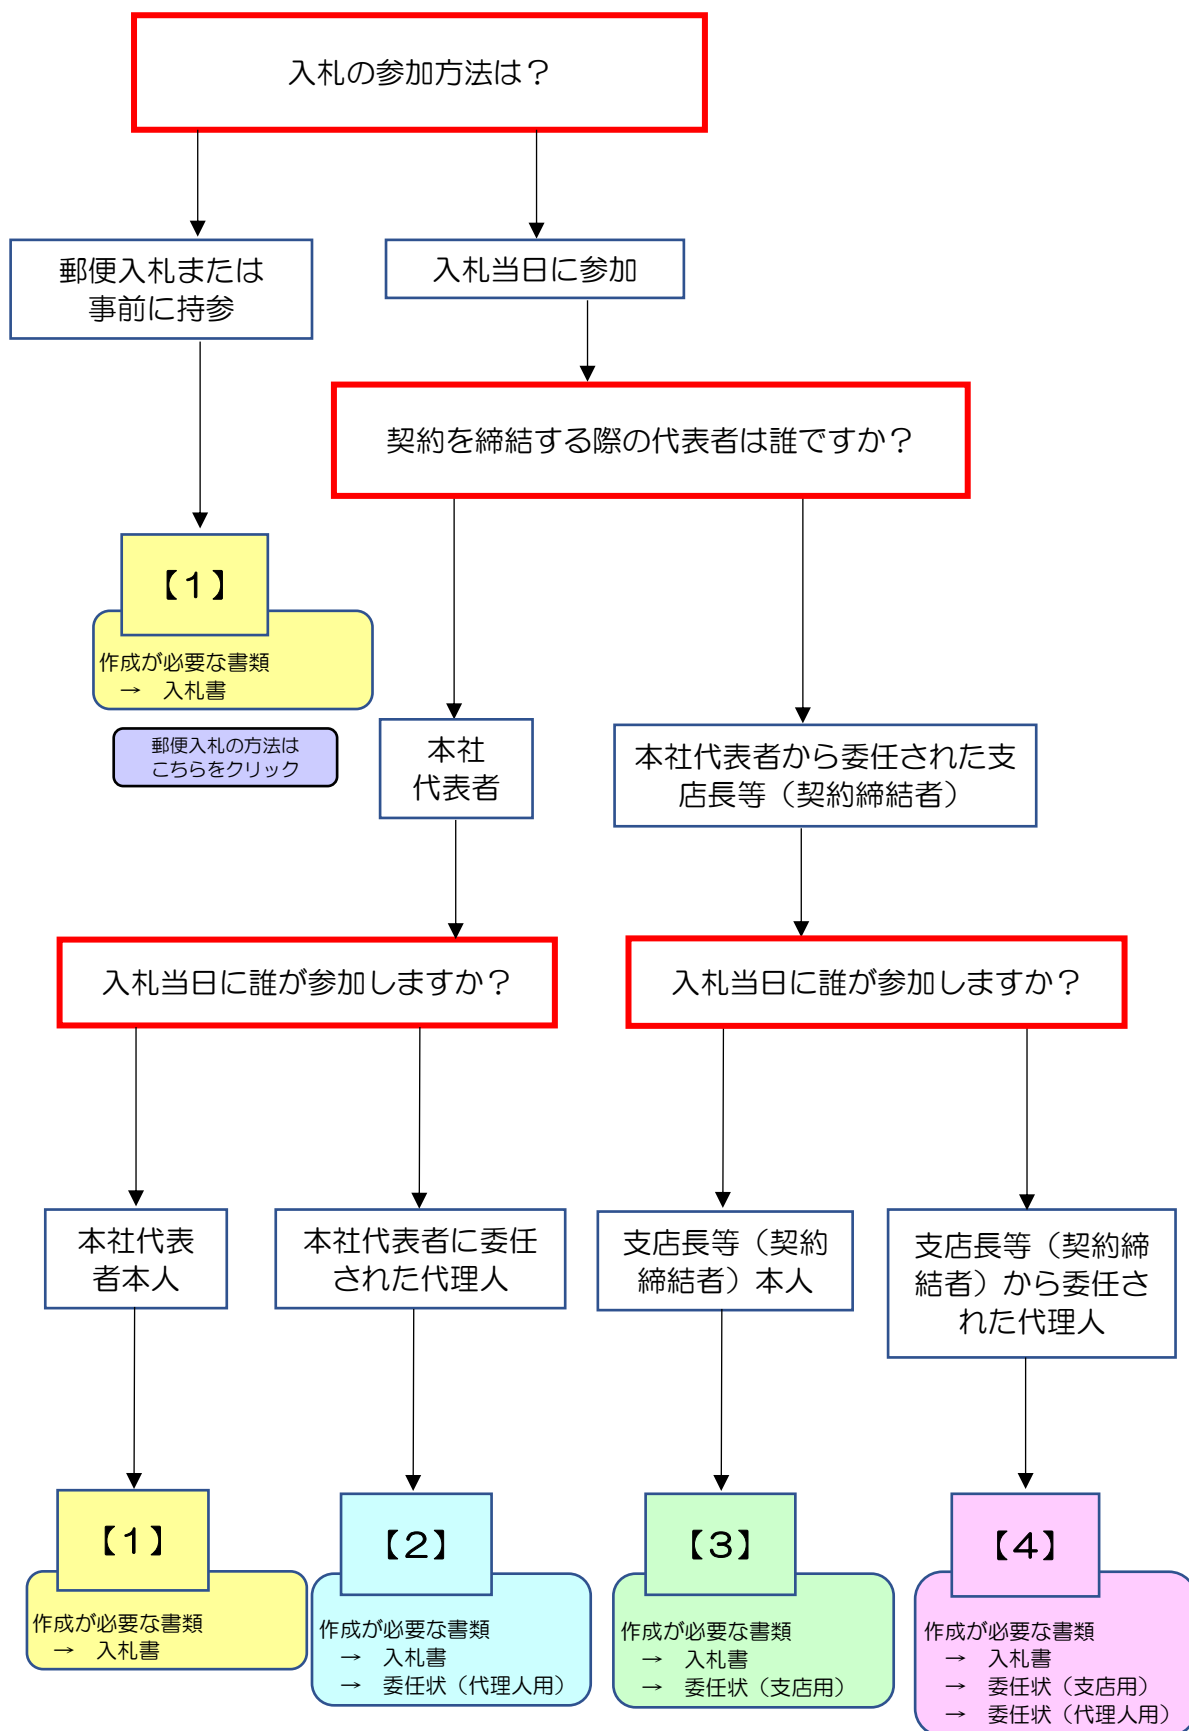 入札の参加方法は？
郵便入札または
事前に持参
入札当日に参加
契約を締結する際の代表者は誰ですか？
【１】
作成が必要な書類
→　入札書
郵便入札の方法は
こちらをクリック
本社
代表者
本社代表者から委任された支
店長等（契約締結者）
入札当日に誰が参加しますか？
入札当日に誰が参加しますか？
本社代表
者本人
本社代表者に委任
された代理人
支店長等（契約
締結者）本人
支店長等（契約締
結者）から委任さ
れた代理人
【１】
作成が必要な書類
→　入札書
【２】
作成が必要な書類
→　入札書
→　委任状（代理人用）
【３】
作成が必要な書類
→　入札書
→　委任状（支店用）
【４】
作成が必要な書類
→　入札書
→　委任状（支店用）
→　委任状（代理人用）